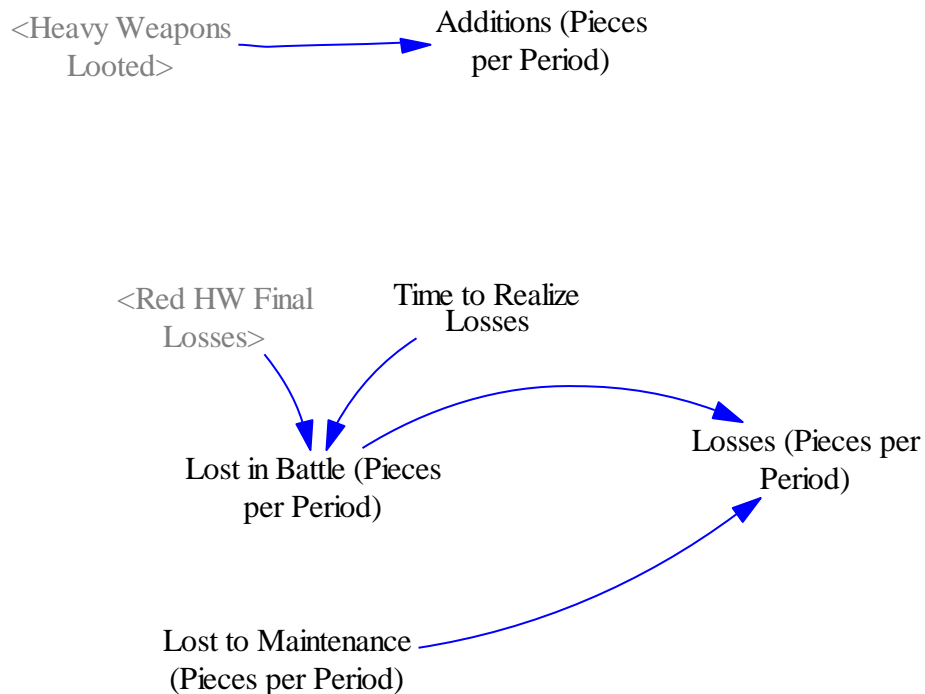 <Heavy Weapons
Looted>
Additions (Pieces
per Period)
<Red HW Final
Losses>
Time to Realize
Losses
Lost in Battle (Pieces
per Period)
Losses (Pieces per
Period)
Lost to Maintenance
(Pieces per Period)